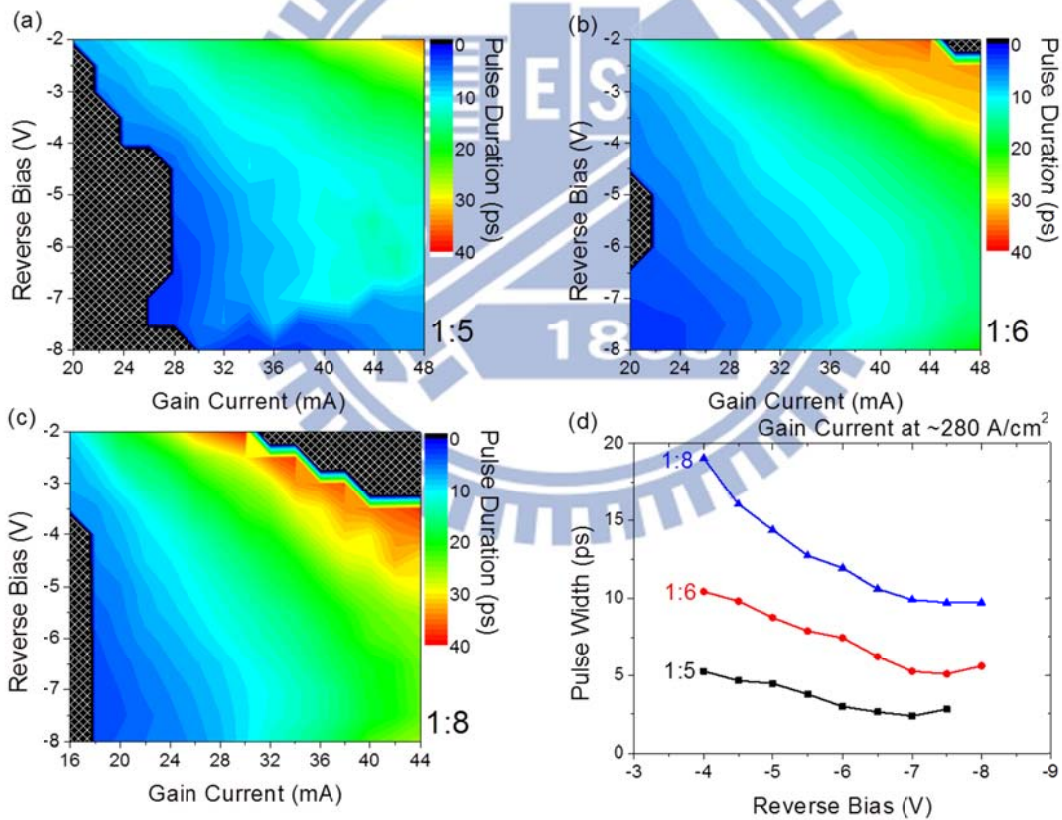 (a)
-2
-3
-4
-5
-6
-7
-8
20 24 28 32 36 40 44 48
Reverse Bias (V)
Gain Current (mA)
0
10
20
30
40
Pulse Duration (ps)
1:5
(b)
-2
-3
-4
-5
-6
-7
-8
20 24 28 32 36 40 44 48
Reverse Bias (V)
Gain Current (mA)
0
10
20
30
40
Pulse Duration (ps)
1:6
ES
(c)
-2
-3
-4
-5
-6
-7
-8
16 20 24 28 32 36 40 44
Reverse Bias (V)
Gain Current (mA)
0
10
20
30
40
Pulse Duration (ps)
1:8
(d)
Gain Current at ~280 A/cm²
20
15
10
5
0
-3 -4 -5 -6 -7 -8 -9
Pulse Width (ps)
Reverse Bias (V)
1:8
1:6
1:5